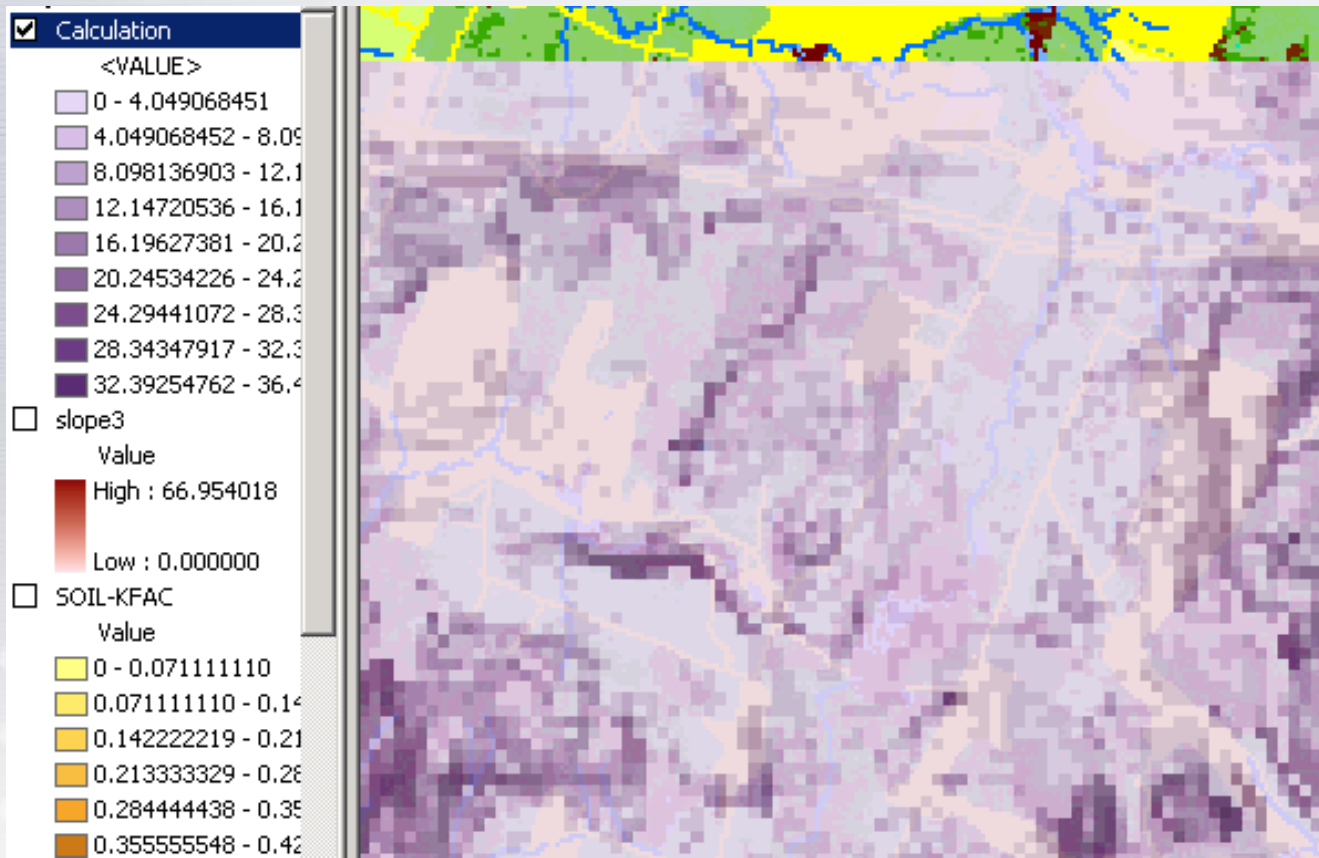 Calculation
<VALUE>
0 - 4.049068451
4.049068452 - 8.09
8.098136903 - 12.1
12.14720536 - 16.1
16.19627381 - 20.2
20.24534226 - 24.2
24.29441072 - 28.3
28.34347917 - 32.3
32.39254762 - 36.4
slope3
Value
High : 66.954018
Low : 0.000000
SOIL-KFAC
Value
0 - 0.071111110
0.071111110 - 0.14
0.142222219 - 0.21
0.213333329 - 0.28
0.284444438 - 0.35
0.355555548 - 0.42